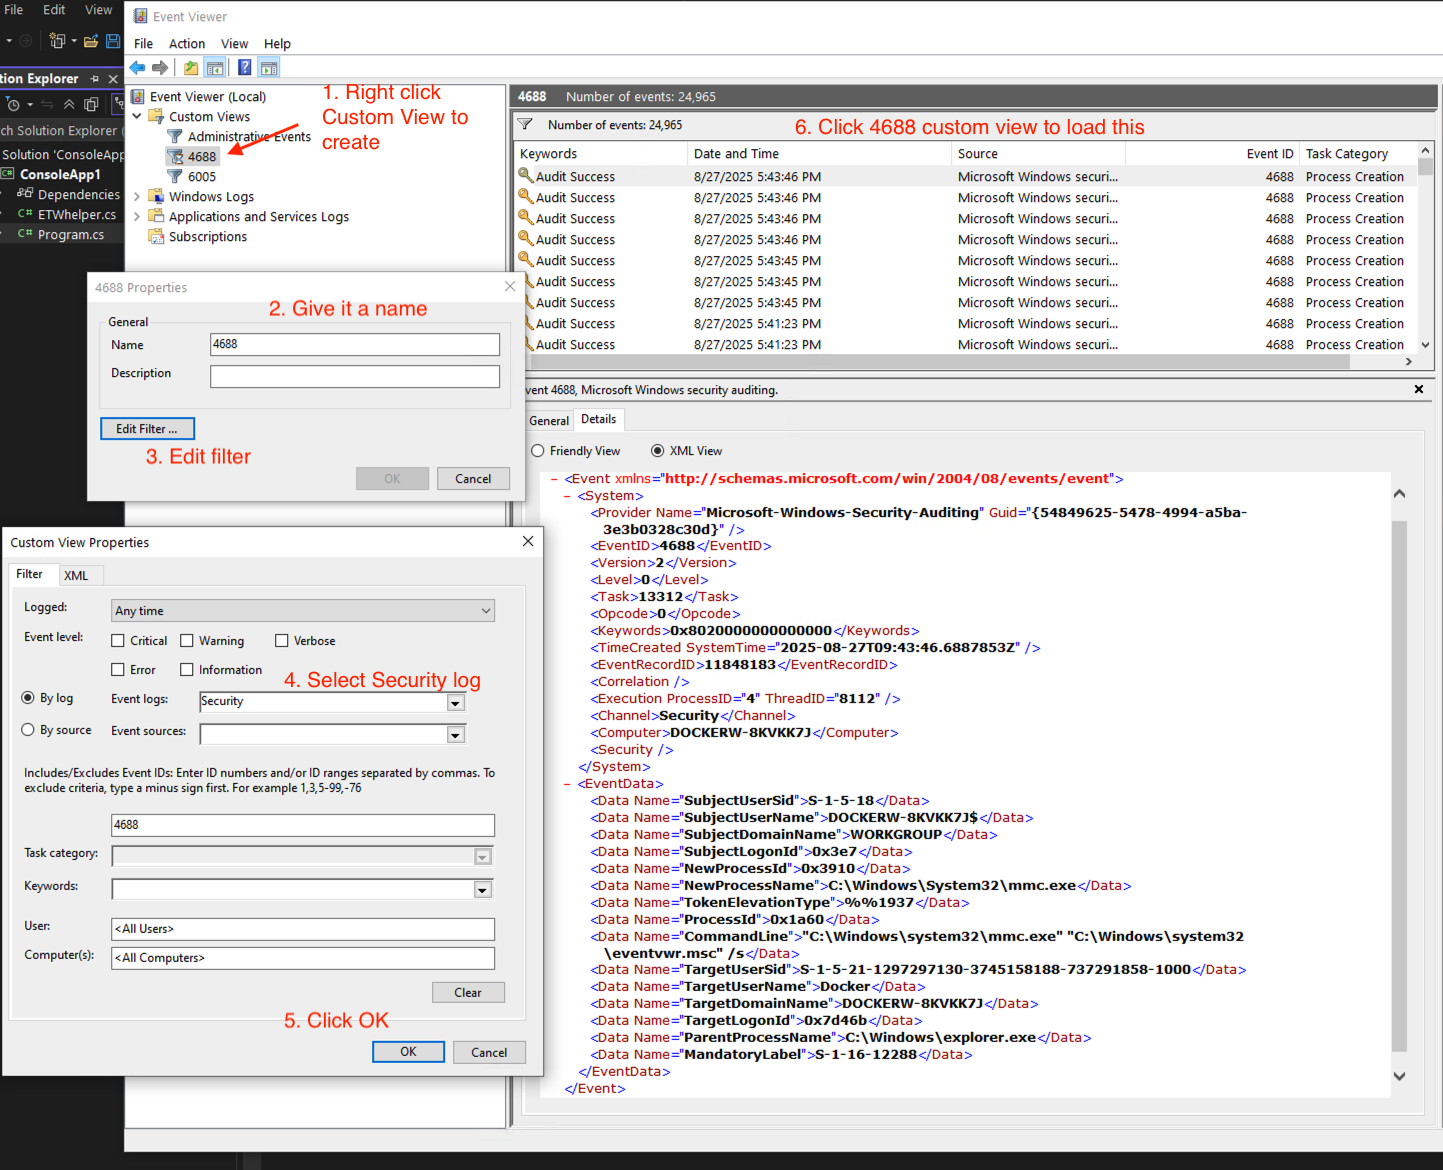 File Edit View
tion Explorer
rch Solution Explorer (
Solution 'ConsoleApp
ConsoleApp1
Dependencies
C# ETWhelper.cs
C# Program.cs
Event Viewer
File Action View Help
Event Viewer (Local)
Custom Views
Administrative Events
4688
6005
Windows Logs
Applications and Services Logs
Subscriptions
1. Right click
Custom View to
create
4688 Number of events: 24,965
Number of events: 24,965
6. Click 4688 custom view to load this
Keywords Date and Time Source Event ID Task Category
Audit Success 8/27/2025 5:43:46 PM Microsoft Windows securi... 4688 Process Creation
Audit Success 8/27/2025 5:43:46 PM Microsoft Windows securi... 4688 Process Creation
Audit Success 8/27/2025 5:43:46 PM Microsoft Windows securi... 4688 Process Creation
Audit Success 8/27/2025 5:43:46 PM Microsoft Windows securi... 4688 Process Creation
Audit Success 8/27/2025 5:43:45 PM Microsoft Windows securi... 4688 Process Creation
Audit Success 8/27/2025 5:43:45 PM Microsoft Windows securi... 4688 Process Creation
Audit Success 8/27/2025 5:43:45 PM Microsoft Windows securi... 4688 Process Creation
Audit Success 8/27/2025 5:41:23 PM Microsoft Windows securi... 4688 Process Creation
Audit Success 8/27/2025 5:41:23 PM Microsoft Windows securi... 4688 Process Creation
4688 Properties
2. Give it a name
General
Name 4688
Description
Edit Filter ...
3. Edit filter
OK Cancel
Custom View Properties
Filter XML
Logged: Any time
Event level: Critical Warning Verbose
Error Information
4. Select Security log
By log Event logs: Security
By source Event sources:
Includes/Excludes Event IDs: Enter ID numbers and/or ID ranges separated by commas. To
exclude criteria, type a minus sign first. For example 1,3,5-99,-76
4688
Task category:
Keywords:
User: <All Users>
Computer(s): <All Computers>
Clear
5. Click OK
OK Cancel
vent 4688, Microsoft Windows security auditing.
General Details
Friendly View XML View
- <Event xmlns="http://schemas.microsoft.com/win/2004/08/events/event">
- <System>
<Provider Name="Microsoft-Windows-Security-Auditing" Guid="{54849625-5478-4994-a5ba-
3e3b0328c30d}" />
<EventID>4688</EventID>
<Version>2</Version>
<Level>0</Level>
<Task>13312</Task>
<Opcode>0</Opcode>
<Keywords>0x8020000000000000</Keywords>
<TimeCreated SystemTime="2025-08-27T09:43:46.6887853Z" />
<EventRecordID>11848183</EventRecordID>
<Correlation />
<Execution ProcessID="4" ThreadID="8112" />
<Channel>Security</Channel>
<Computer>DOCKERW-8KVKK7J</Computer>
<Security />
</System>
- <EventData>
<Data Name="SubjectUserSid">S-1-5-18</Data>
<Data Name="SubjectUserName">DOCKERW-8KVKK7J$</Data>
<Data Name="SubjectDomainName">WORKGROUP</Data>
<Data Name="SubjectLogonId">0x3e7</Data>
<Data Name="NewProcessId">0x3910</Data>
<Data Name="NewProcessName">C:\Windows\System32\mmc.exe</Data>
<Data Name="TokenElevationType">%%1937</Data>
<Data Name="ProcessId">0x1a60</Data>
<Data Name="CommandLine">"C:\Windows\system32\mmc.exe" "C:\Windows\system32
\eventvwr.msc" /s</Data>
<Data Name="TargetUserSid">S-1-5-21-1297297130-3745158188-737291858-1000</Data>
<Data Name="TargetUserName">Docker</Data>
<Data Name="TargetDomainName">DOCKERW-8KVKK7J</Data>
<Data Name="TargetLogonId">0x7d46b</Data>
<Data Name="ParentProcessName">C:\Windows\explorer.exe</Data>
<Data Name="MandatoryLabel">S-1-16-12288</Data>
</EventData>
</Event>